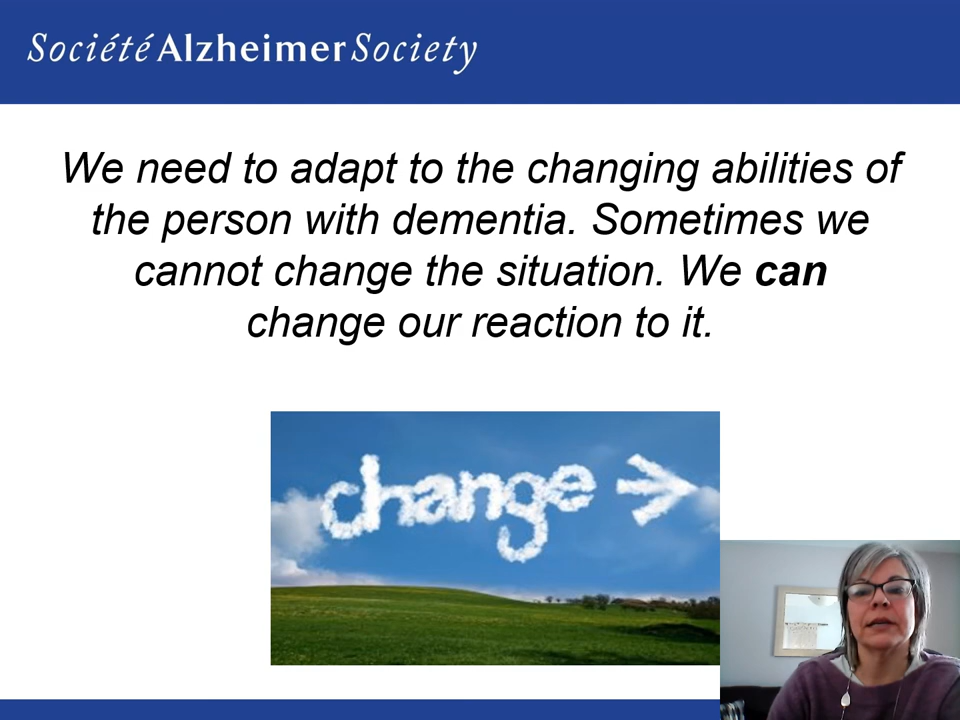 Société Alzheimer Society
We need to adapt to the changing abilities of
the person with dementia. Sometimes we
cannot change the situation. We can
change our reaction to it.
change